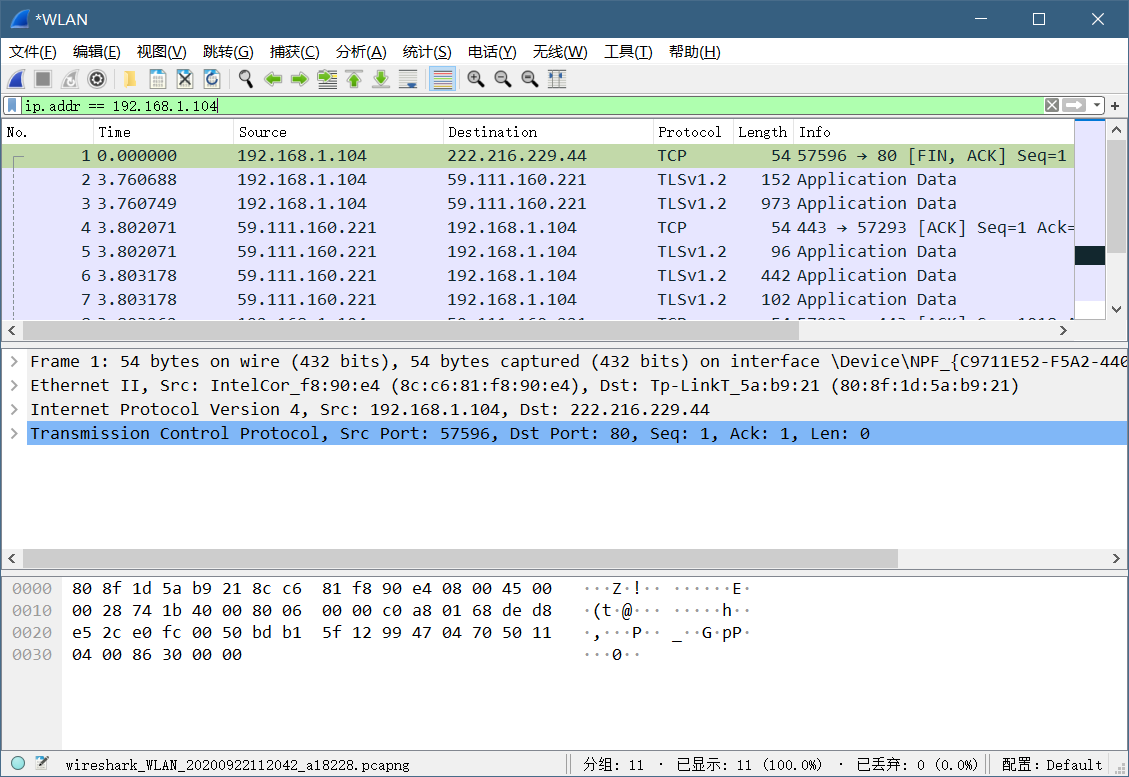 *WLAN
文件(F) 编辑(E) 视图(V) 跳转(G) 捕获(C) 分析(A) 统计(S) 电话(Y) 无线(W) 工具(T) 帮助(H)
ip.addr == 192.168.1.104
No. Time Source Destination Protocol Length Info
1 0.000000 192.168.1.104 222.216.229.44 TCP 54 57596 → 80 [FIN, ACK] Seq=1
2 3.760688 192.168.1.104 59.111.160.221 TLSv1.2 152 Application Data
3 3.760749 192.168.1.104 59.111.160.221 TLSv1.2 973 Application Data
4 3.802071 59.111.160.221 192.168.1.104 TCP 54 443 → 57293 [ACK] Seq=1 Ack=
5 3.802071 59.111.160.221 192.168.1.104 TLSv1.2 96 Application Data
6 3.803178 59.111.160.221 192.168.1.104 TLSv1.2 442 Application Data
7 3.803178 59.111.160.221 192.168.1.104 TLSv1.2 102 Application Data
Frame 1: 54 bytes on wire (432 bits), 54 bytes captured (432 bits) on interface \Device\NPF_{C9711E52-F5A2-440
Ethernet II, Src: IntelCor_f8:90:e4 (8c:c6:81:f8:90:e4), Dst: Tp-LinkT_5a:b9:21 (80:8f:1d:5a:b9:21)
Internet Protocol Version 4, Src: 192.168.1.104, Dst: 222.216.229.44
Transmission Control Protocol, Src Port: 57596, Dst Port: 80, Seq: 1, Ack: 1, Len: 0
0000 80 8f 1d 5a b9 21 8c c6 81 f8 90 e4 08 00 45 00 ···Z·!·· ······E·
0010 00 28 74 1b 40 00 80 06 00 00 c0 a8 01 68 de d8 ·(t·@··· ·····h··
0020 e5 2c e0 fc 00 50 bd b1 5f 12 99 47 04 70 50 11 ·,···P·· _··G·pP·
0030 04 00 86 30 00 00 ···0··
wireshark_WLAN_20200922112042_a18228.pcapng 分组: 11 · 已显示: 11 (100.0%) · 已丢弃: 0 (0.0%) 配置: Default